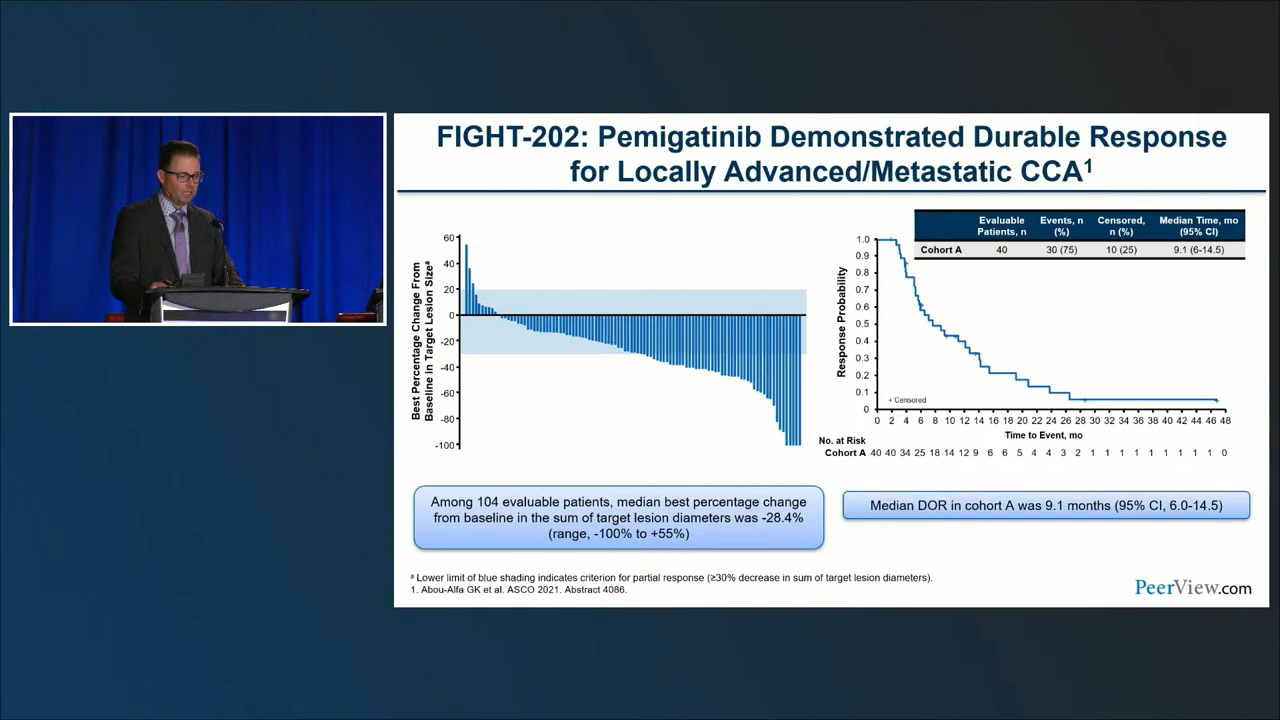 FIGHT-202: Pemigatinib Demonstrated Durable Response
for Locally Advanced/Metastatic CCA¹
Best Percentage Change From
Baseline in Target Lesion Sizeᵃ
60
40
20
0
-20
-40
-60
-80
-100
Evaluable Patients, n Events, n (%) Censored, n (%) Median Time, mo (95% CI)
Cohort A 40 30 (75) 10 (25) 9.1 (6-14.5)
Response Probability
1.0
0.9
0.8
0.7
0.6
0.5
0.4
0.3
0.2
0.1
0
+ Censored
0 2 4 6 8 10 12 14 16 18 20 22 24 26 28 30 32 34 36 38 40 42 44 46 48
Time to Event, mo
No. at Risk
Cohort A 40 40 34 25 18 14 12 9 6 6 5 4 4 3 2 1 1 1 1 1 1 1 1 1 0
Among 104 evaluable patients, median best percentage change
from baseline in the sum of target lesion diameters was -28.4%
(range, -100% to +55%)
Median DOR in cohort A was 9.1 months (95% CI, 6.0-14.5)
ᵃ Lower limit of blue shading indicates criterion for partial response (≥30% decrease in sum of target lesion diameters).
1. Abou-Alfa GK et al. ASCO 2021. Abstract 4086.
PeerView.com